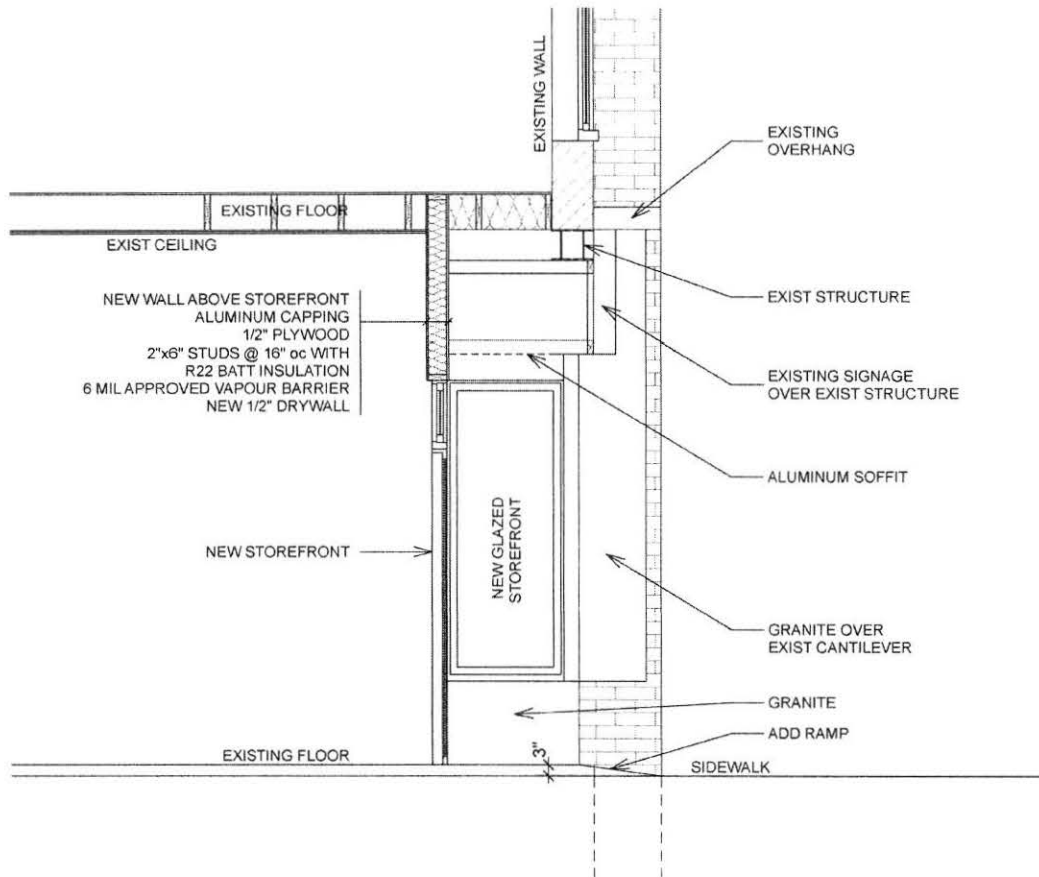 EXISTING WALL
EXISTING
OVERHANG
EXISTING FLOOR
EXIST CEILING
NEW WALL ABOVE STOREFRONT
ALUMINUM CAPPING
1/2" PLYWOOD
2"x6" STUDS @ 16" oc WITH
R22 BATT INSULATION
6 MIL APPROVED VAPOUR BARRIER
NEW 1/2" DRYWALL
EXIST STRUCTURE
EXISTING SIGNAGE
OVER EXIST STRUCTURE
ALUMINUM SOFFIT
NEW STOREFRONT
NEW GLAZED
STOREFRONT
GRANITE OVER
EXIST CANTILEVER
GRANITE
ADD RAMP
EXISTING FLOOR
3"
SIDEWALK